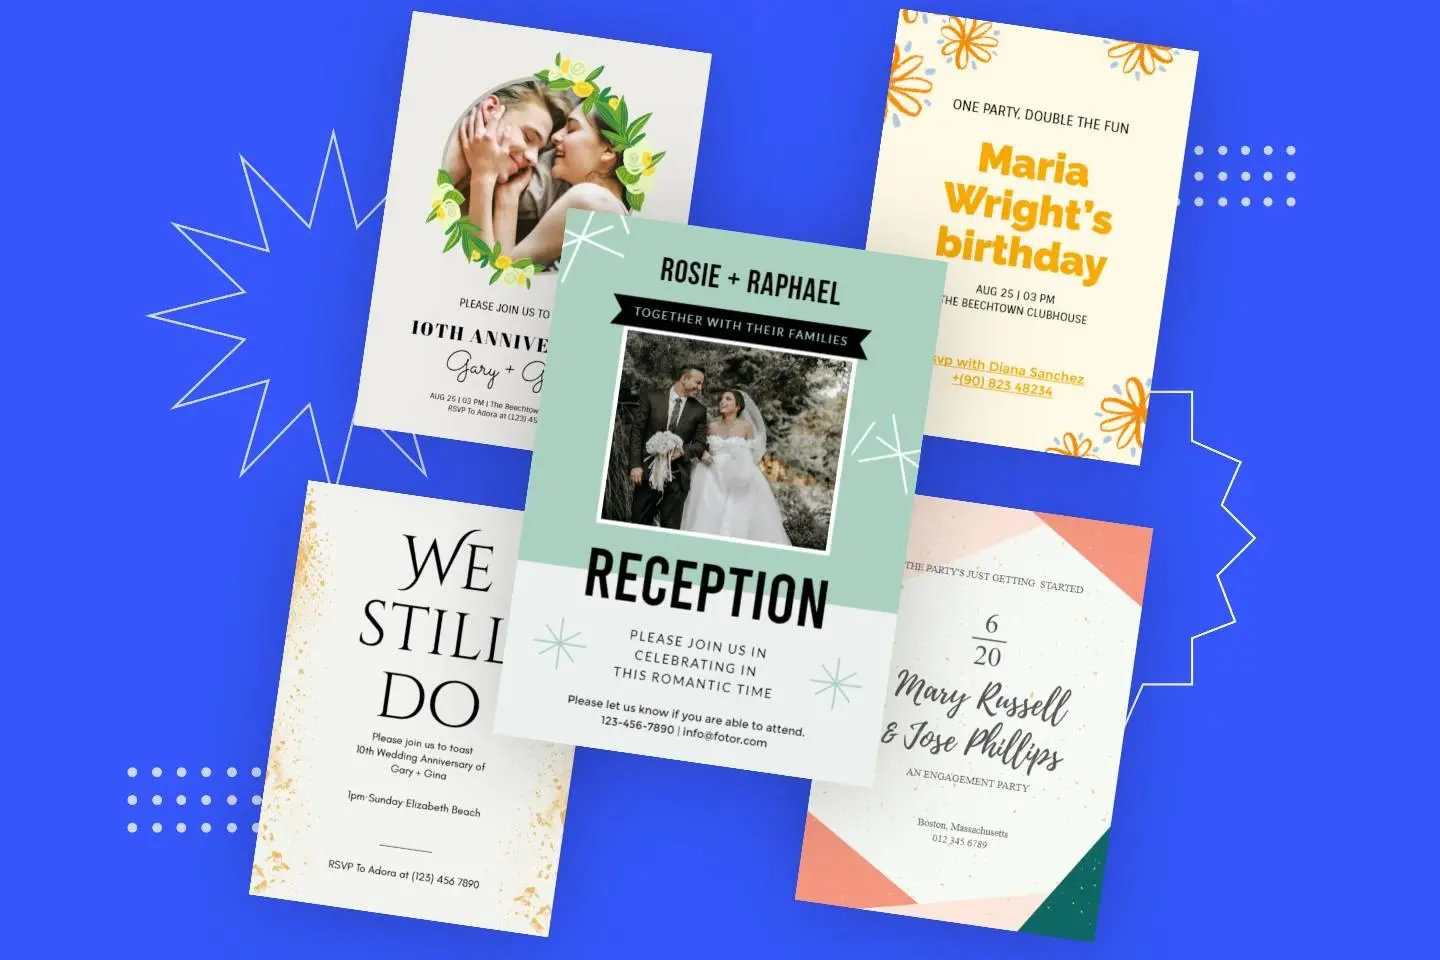 PLEASE JOIN US TO
10TH
Gary + G
AUG 25 | 03 PM | The
RSVP To Adora at (123) 45
ONE PARTY, DOUBLE THE FUN
Maria
Wright's
birthday
AUG 25 | 03 PM
THE BEECHTOWN CLUBHOUSE
with Diana Sanchez
+(90) 823 48234
ROSIE + RAPHAEL
TOGETHER WITH THEIR FAMILIES
RECEPTION
PLEASE JOIN US IN
CELEBRATING IN
THIS ROMANTIC TIME
Please let us know if you are able to attend.
123-456-7890 | info@fotor.com
WE
STILL
DO
Please join us to toast
10th Wedding Anniversary of
Gary + Gina
1pm·Sunday·Elizabeth Beach
RSVP To Adora at (123) 456 7890
THE PARTY'S JUST GETTING STARTED
6
20
Mary Russell
& Jose Phillips
AN ENGAGEMENT PARTY
Boston, Massachusetts
012 345 6789